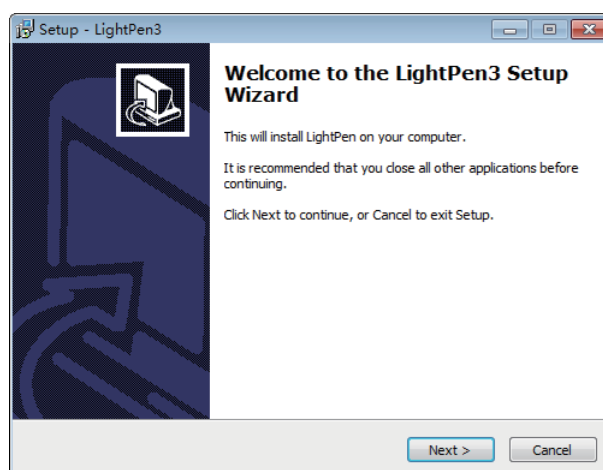 Setup - LightPen3
Welcome to the LightPen3 Setup
Wizard
This will install LightPen on your computer.
It is recommended that you close all other applications before
continuing.
Click Next to continue, or Cancel to exit Setup.
Next >
Cancel